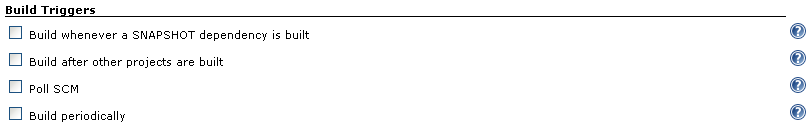 Build Triggers
Build whenever a SNAPSHOT dependency is built
Build after other projects are built
Poll SCM
Build periodically